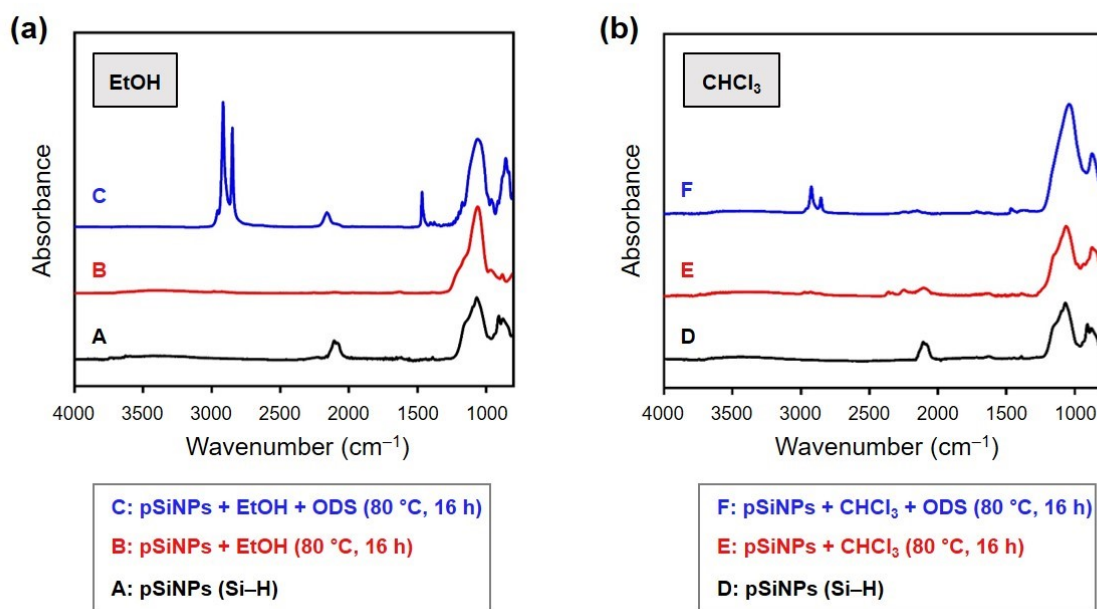 (a)
EtOH
C
B
A
Absorbance
4000 3500 3000 2500 2000 1500 1000
Wavenumber (cm⁻¹)
C: pSiNPs + EtOH + ODS (80 °C, 16 h)
B: pSiNPs + EtOH (80 °C, 16 h)
A: pSiNPs (Si–H)
(b)
CHCl₃
F
E
D
Absorbance
4000 3500 3000 2500 2000 1500 1000
Wavenumber (cm⁻¹)
F: pSiNPs + CHCl₃ + ODS (80 °C, 16 h)
E: pSiNPs + CHCl₃ (80 °C, 16 h)
D: pSiNPs (Si–H)